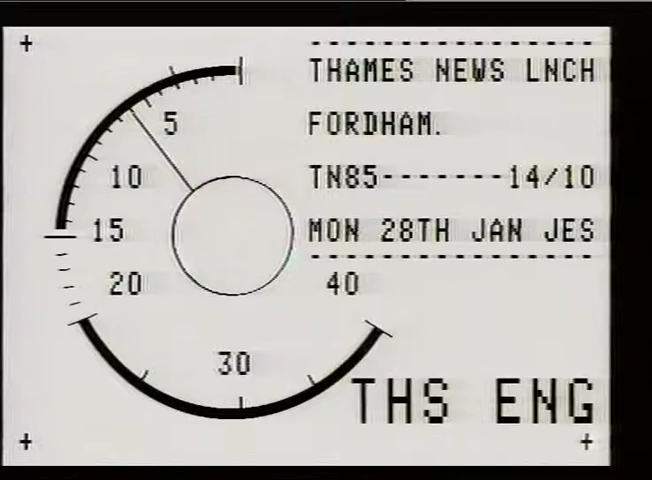 THAMES NEWS LNCH
FORDHAM.
TN85-------14/10
MON 28TH JAN JES
5
10
15
20
30
40
THS ENG